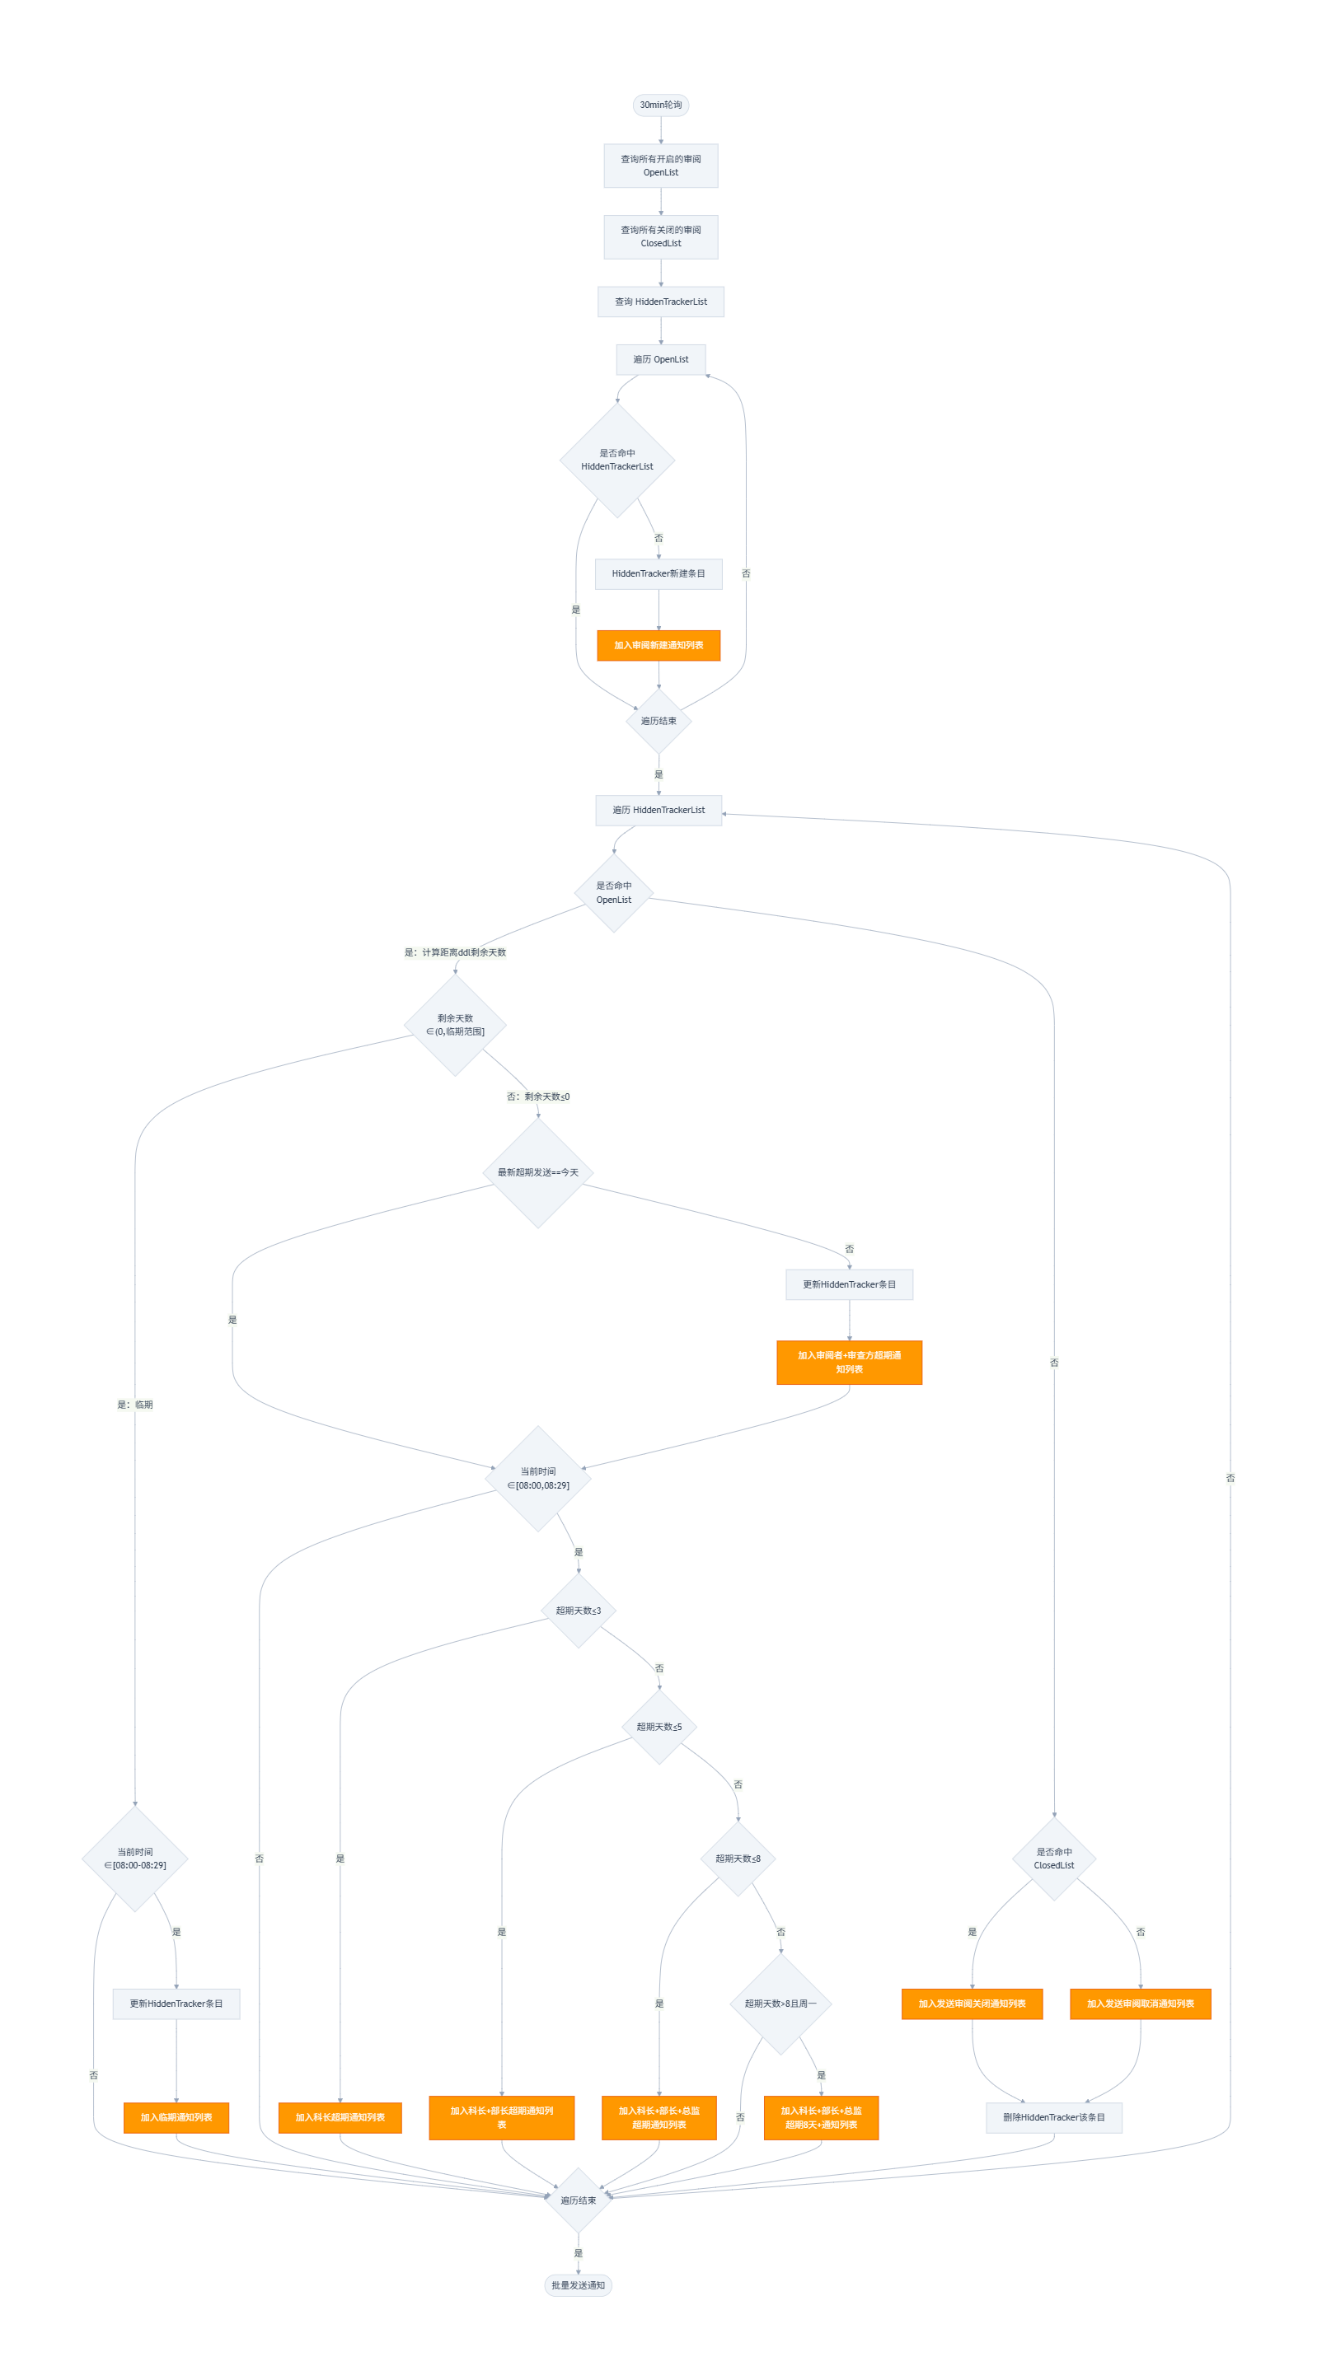 30min轮询
查询所有开启的审阅
OpenList
查询所有关闭的审阅
ClosedList
查询 HiddenTrackerList
遍历 OpenList
是否命中
HiddenTrackerList
否
HiddenTracker新建条目
否
是
加入审阅新建通知列表
遍历结束
是
遍历 HiddenTrackerList
是否命中
OpenList
是：计算距离ddl剩余天数
剩余天数
∈(0,临期范围]
否：剩余天数≤0
最新超期发送==今天
否
更新HiddenTracker条目
是
加入审阅者+审查方超期通
知列表
否
是：临期
当前时间
∈[08:00,08:29]
否
是
超期天数≤3
否
超期天数≤5
否
当前时间
∈[08:00-08:29]
否
是
超期天数≤8
是否命中
ClosedList
是
是
否
是
否
更新HiddenTracker条目
是
超期天数>8且周一
加入发送审阅关闭通知列表
加入发送审阅取消通知列表
否
是
加入临期通知列表
加入科长超期通知列表
加入科长+部长超期通知列
表
加入科长+部长+总监
超期通知列表
否
加入科长+部长+总监
超期8天+通知列表
删除HiddenTracker该条目
遍历结束
是
批量发送通知